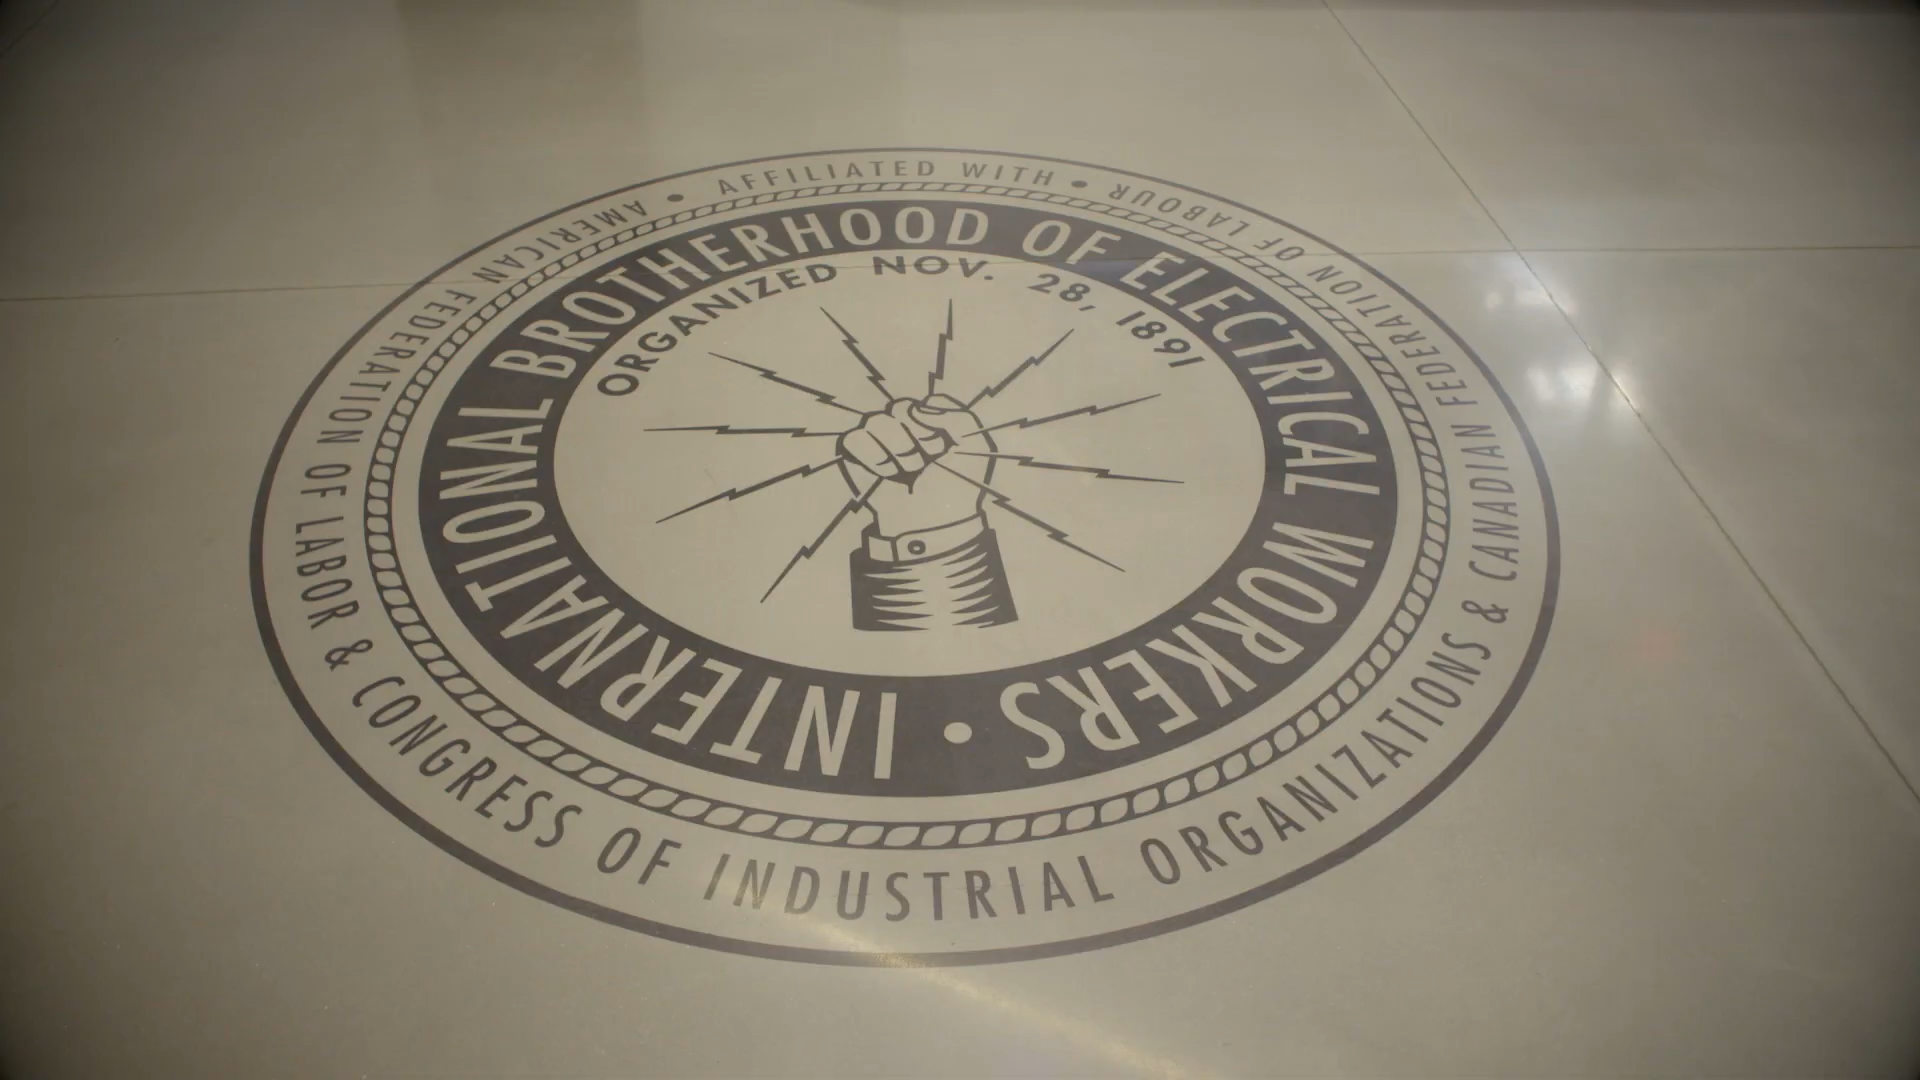 AFFILIATED WITH
AMERICAN FEDERATION OF LABOR & CONGRESS OF INDUSTRIAL ORGANIZATIONS & CANADIAN FEDERATION OF LABOUR
INTERNATIONAL BROTHERHOOD OF ELECTRICAL WORKERS
ORGANIZED NOV. 28, 1891